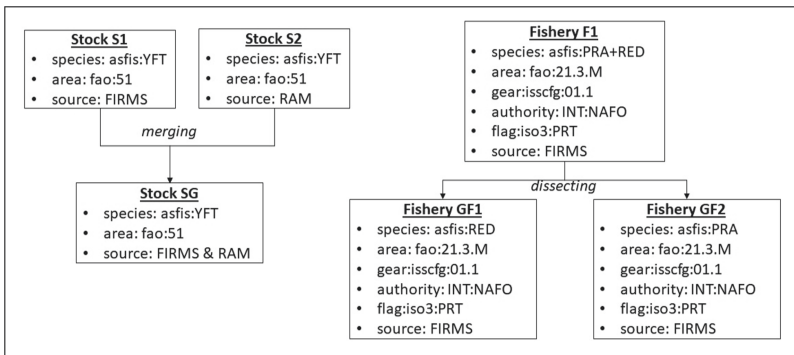 Stock S1
• species: asfis:YFT
• area: fao:51
• source: FIRMS
Stock S2
• species: asfis:YFT
• area: fao:51
• source: RAM
merging
Stock SG
• species: asfis:YFT
• area: fao:51
• source: FIRMS & RAM
Fishery F1
• species: asfis:PRA+RED
• area: fao:21.3.M
• gear:isscfg:01.1
• authority: INT:NAFO
• flag:iso3:PRT
• source: FIRMS
dissecting
Fishery GF1
• species: asfis:RED
• area: fao:21.3.M
• gear:isscfg:01.1
• authority: INT:NAFO
• flag:iso3:PRT
• source: FIRMS
Fishery GF2
• species: asfis:PRA
• area: fao:21.3.M
• gear:isscfg:01.1
• authority: INT:NAFO
• flag:iso3:PRT
• source: FIRMS